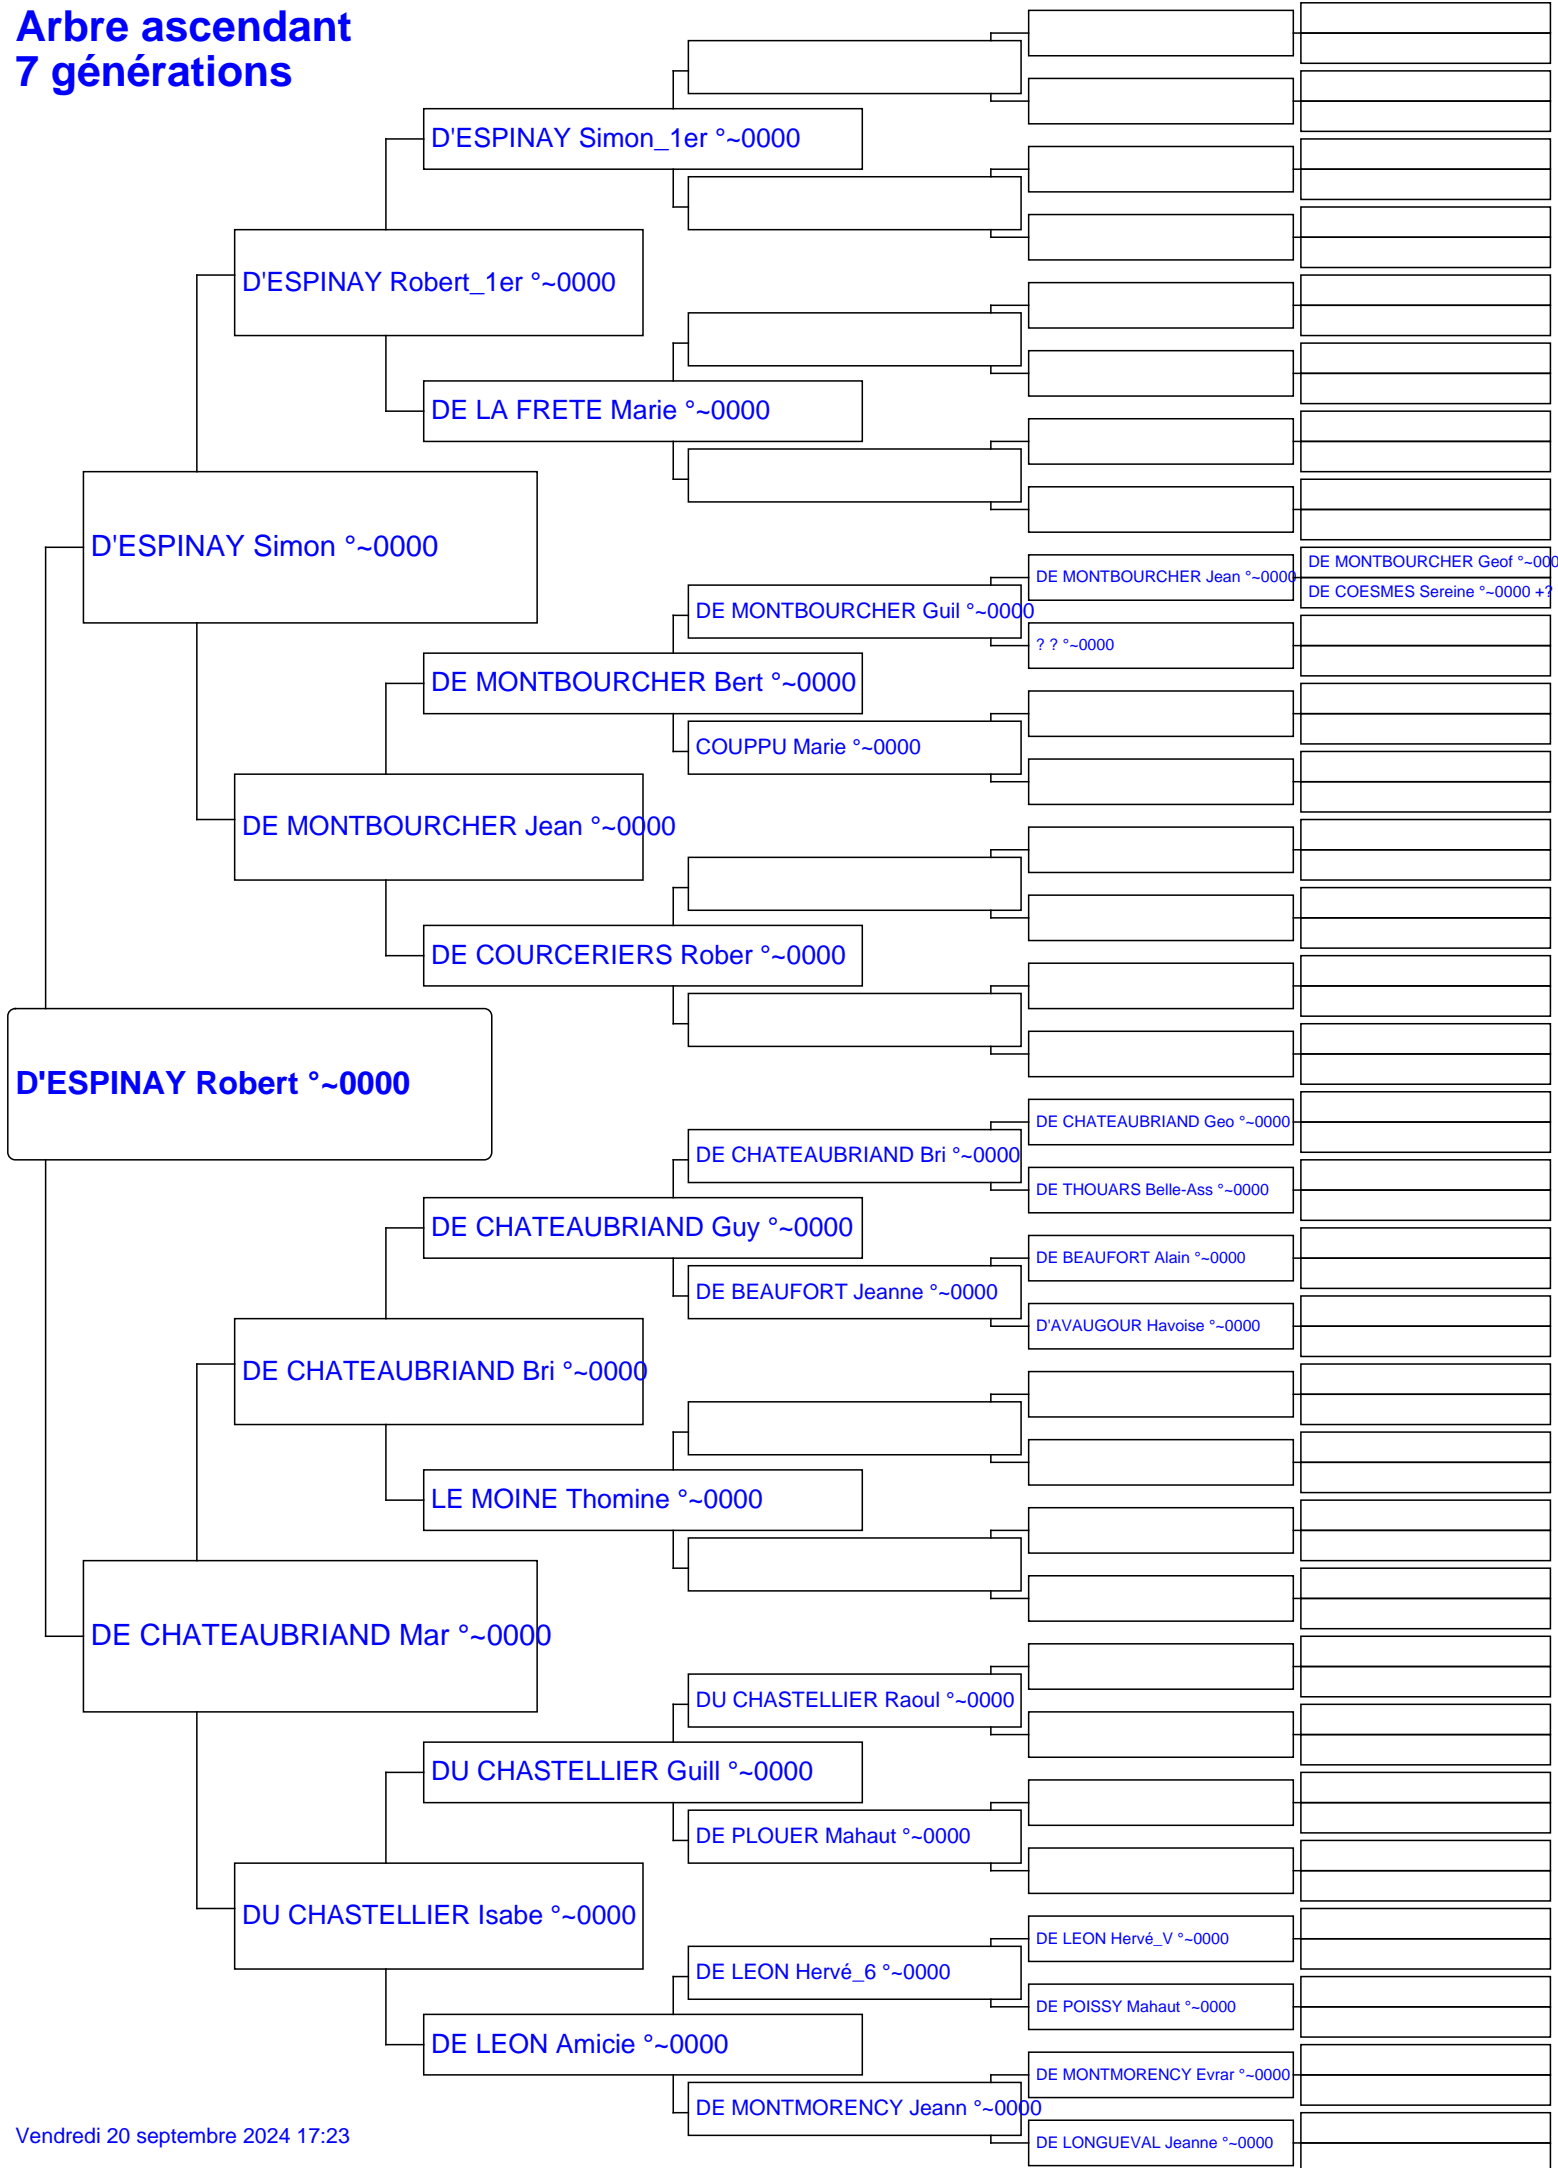 Arbre ascendant
7 générations
D'ESPINAY Simon_1er °~0000
D'ESPINAY Robert_1er °~0000
DE LA FRETE Marie °~0000
D'ESPINAY Simon °~0000
DE MONTBOURCHER Geof °~000
DE MONTBOURCHER Jean °~0000
DE COESMES Sereine °~0000 +?
DE MONTBOURCHER Guil °~0000
? ? °~0000
DE MONTBOURCHER Bert °~0000
COUPPU Marie °~0000
DE MONTBOURCHER Jean °~0000
DE COURCERIERS Rober °~0000
D'ESPINAY Robert °~0000
DE CHATEAUBRIAND Geo °~0000
DE CHATEAUBRIAND Bri °~0000
DE THOUARS Belle-Ass °~0000
DE CHATEAUBRIAND Guy °~0000
DE BEAUFORT Alain °~0000
DE BEAUFORT Jeanne °~0000
D'AVAUGOUR Havoise °~0000
DE CHATEAUBRIAND Bri °~0000
LE MOINE Thomine °~0000
DE CHATEAUBRIAND Mar °~0000
DU CHASTELLIER Raoul °~0000
DU CHASTELLIER Guill °~0000
DE PLOUER Mahaut °~0000
DU CHASTELLIER Isabe °~0000
DE LEON Hervé_V °~0000
DE LEON Hervé_6 °~0000
DE POISSY Mahaut °~0000
DE LEON Amicie °~0000
DE MONTMORENCY Evrar °~0000
DE MONTMORENCY Jeann °~0000
DE LONGUEVAL Jeanne °~0000
Vendredi 20 septembre 2024 17:23